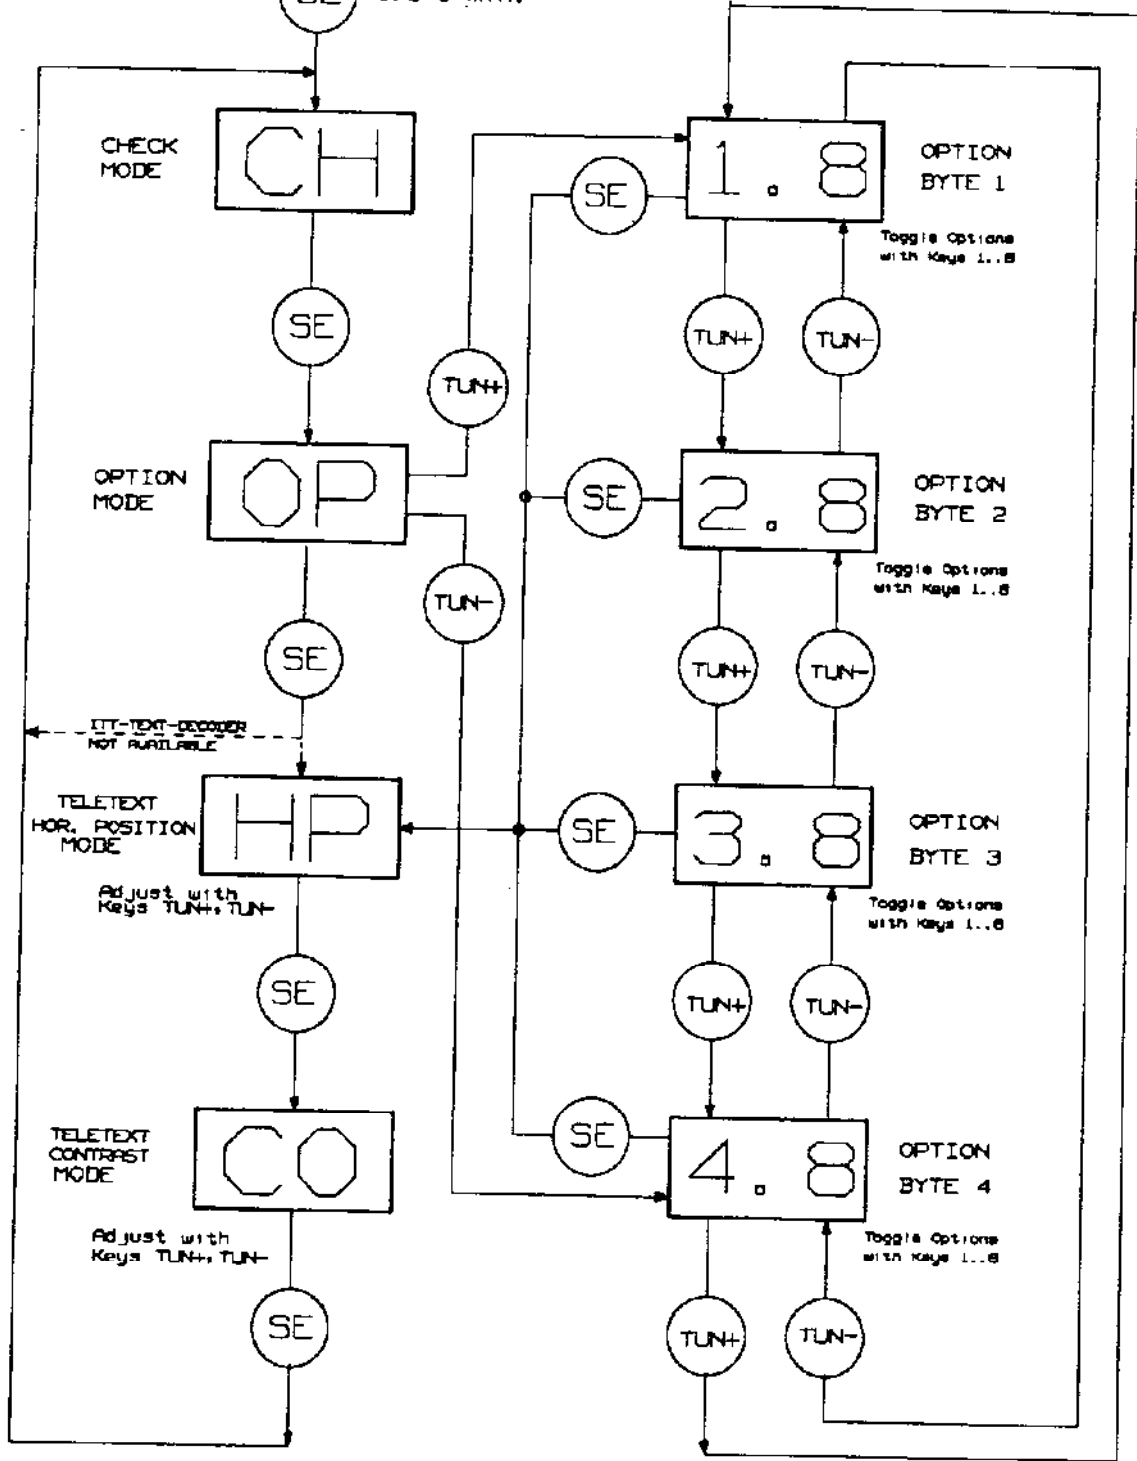 SE
CHECK
MODE
CH
SE
OPTION
MODE
OP
TUN+
TUN-
SE
ITT-TEXT-DECODER
NOT AVAILABLE
TELETEXT
HOR. POSITION
MODE
HP
Adjust with
Keys TUN+, TUN-
SE
TELETEXT
CONTRAST
MODE
CO
Adjust with
Keys TUN+, TUN-
SE
1. 8
OPTION
BYTE 1
SE
Toggle Options
with Keys 1..8
TUN+
TUN-
2. 8
OPTION
BYTE 2
SE
Toggle Options
with Keys 1..8
TUN+
TUN-
3. 8
OPTION
BYTE 3
SE
Toggle Options
with Keys 1..8
TUN+
TUN-
4. 8
OPTION
BYTE 4
SE
Toggle Options
with Keys 1..8
TUN+
TUN-